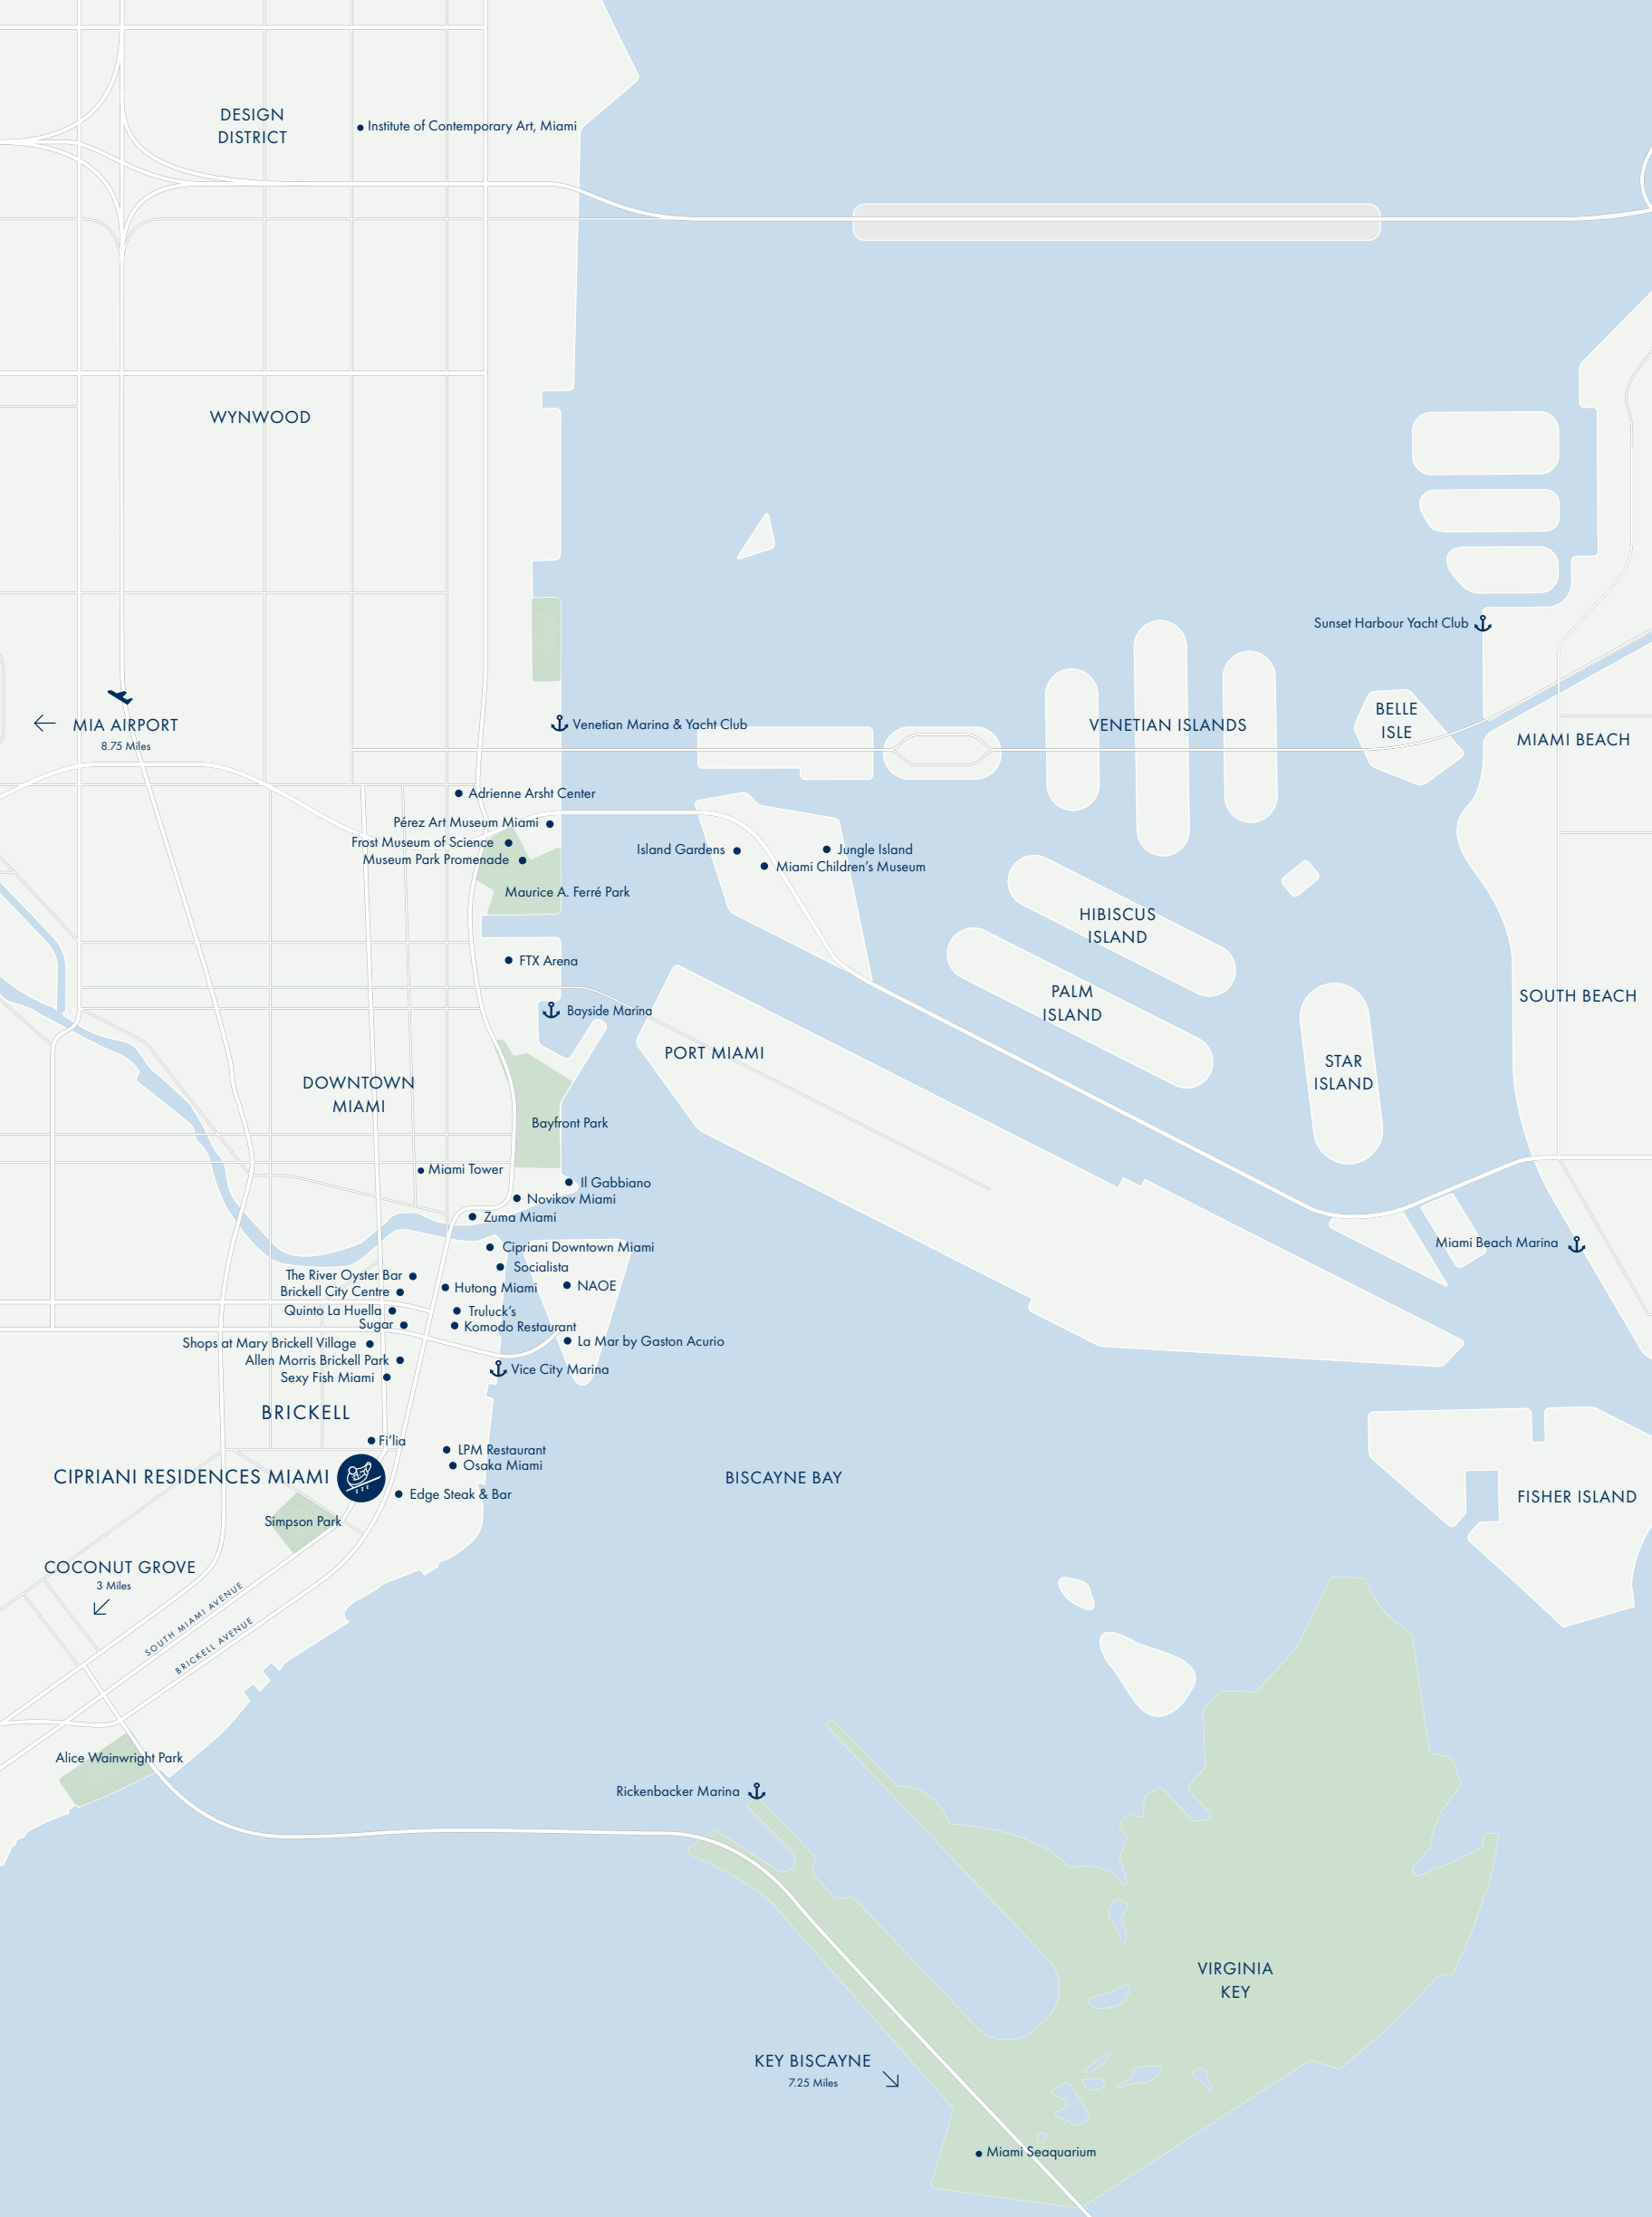 DESIGN
DISTRICT
Institute of Contemporary Art, Miami
WYNWOOD
Sunset Harbour Yacht Club
MIA AIRPORT
8.75 Miles
Venetian Marina & Yacht Club
VENETIAN ISLANDS
BELLE
ISLE
MIAMI BEACH
Adrienne Arsht Center
Pérez Art Museum Miami
Frost Museum of Science
Museum Park Promenade
Island Gardens
Jungle Island
Miami Children's Museum
Maurice A. Ferré Park
HIBISCUS
ISLAND
FTX Arena
PALM
ISLAND
SOUTH BEACH
Bayside Marina
PORT MIAMI
STAR
ISLAND
DOWNTOWN
MIAMI
Bayfront Park
Miami Tower
Il Gabbiano
Novikov Miami
Zuma Miami
Miami Beach Marina
Cipriani Downtown Miami
Socialista
The River Oyster Bar
Brickell City Centre
Hutong Miami
NAOE
Quinto La Huella
Truluck's
Sugar
Komodo Restaurant
Shops at Mary Brickell Village
La Mar by Gaston Acurio
Allen Morris Brickell Park
Vice City Marina
Sexy Fish Miami
BRICKELL
Fi'lia
LPM Restaurant
Osaka Miami
CIPRIANI RESIDENCES MIAMI
BISCAYNE BAY
Edge Steak & Bar
FISHER ISLAND
Simpson Park
COCONUT GROVE
3 Miles
SOUTH MIAMI AVENUE
BRICKELL AVENUE
Alice Wainwright Park
Rickenbacker Marina
VIRGINIA
KEY
KEY BISCAYNE
7.25 Miles
Miami Seaquarium